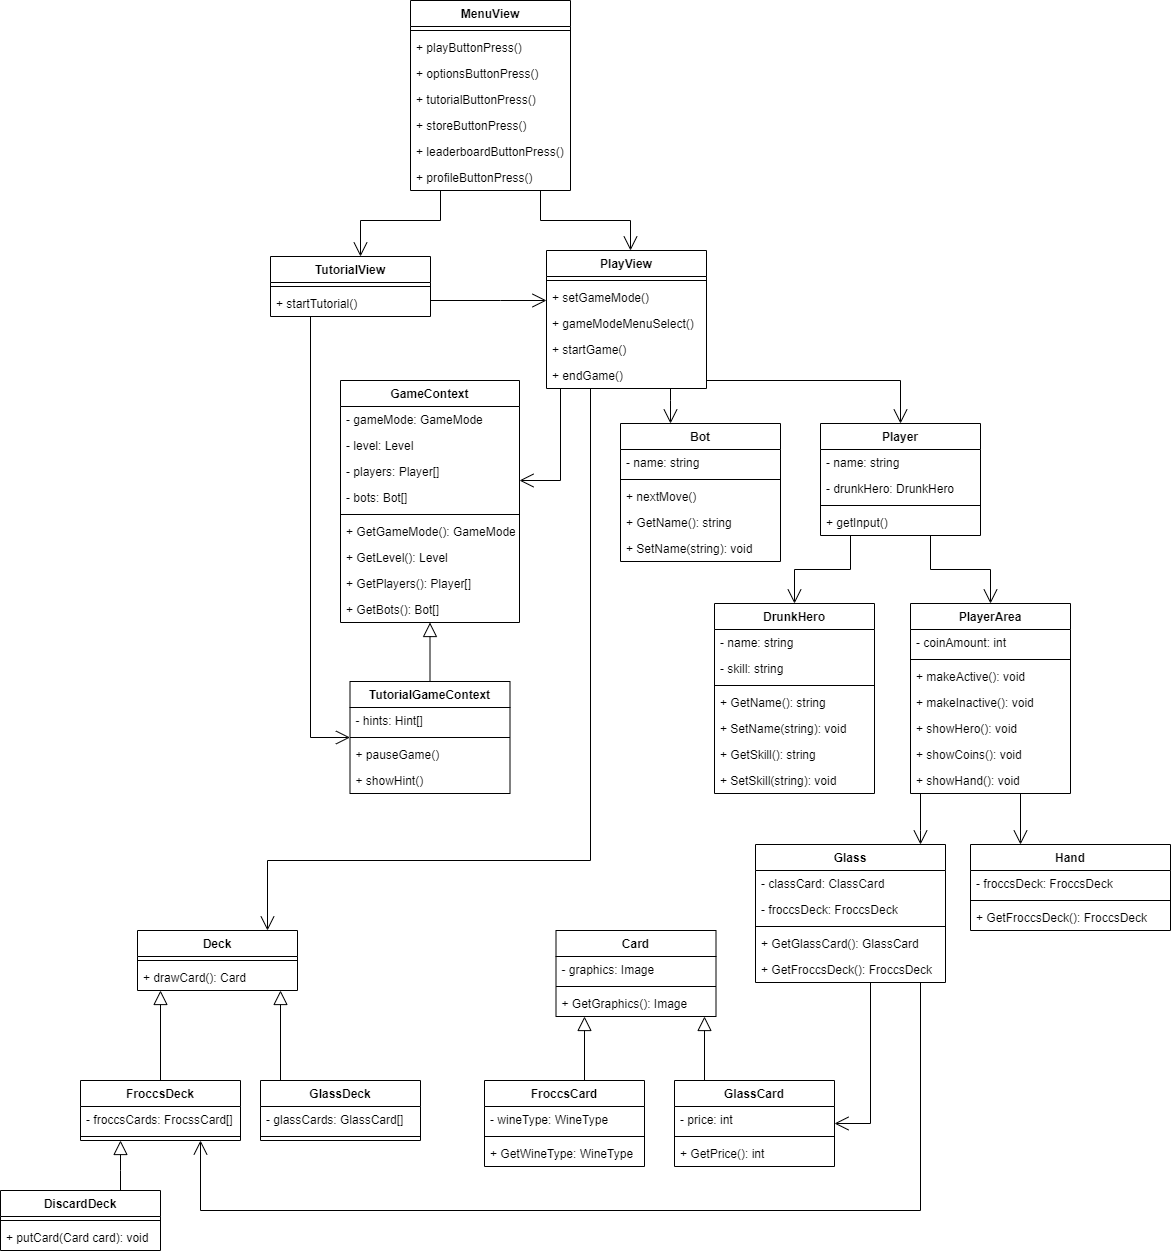 MenuView
+ playButtonPress()
+ optionsButtonPress()
+ tutorialButtonPress()
+ storeButtonPress()
+ leaderboardButtonPress()
+ profileButtonPress()
TutorialView
+ startTutorial()
PlayView
+ setGameMode()
+ gameModeMenuSelect()
+ startGame()
+ endGame()
GameContext
- gameMode: GameMode
- level: Level
- players: Player[]
- bots: Bot[]
+ GetGameMode(): GameMode
+ GetLevel(): Level
+ GetPlayers(): Player[]
+ GetBots(): Bot[]
Bot
- name: string
+ nextMove()
+ GetName(): string
+ SetName(string): void
Player
- name: string
- drunkHero: DrunkHero
+ getInput()
DrunkHero
- name: string
- skill: string
+ GetName(): string
+ SetName(string): void
+ GetSkill(): string
+ SetSkill(string): void
PlayerArea
- coinAmount: int
+ makeActive(): void
+ makeInactive(): void
+ showHero(): void
+ showCoins(): void
+ showHand(): void
TutorialGameContext
- hints: Hint[]
+ pauseGame()
+ showHint()
Glass
- classCard: ClassCard
- froccsDeck: FroccsDeck
+ GetGlassCard(): GlassCard
+ GetFroccsDeck(): FroccsDeck
Hand
- froccsDeck: FroccsDeck
+ GetFroccsDeck(): FroccsDeck
Deck
+ drawCard(): Card
Card
- graphics: Image
+ GetGraphics(): Image
FroccsDeck
- froccsCards: FrocssCard[]
GlassDeck
- glassCards: GlassCard[]
FroccsCard
- wineType: WineType
+ GetWineType: WineType
GlassCard
- price: int
+ GetPrice(): int
DiscardDeck
+ putCard(Card card): void